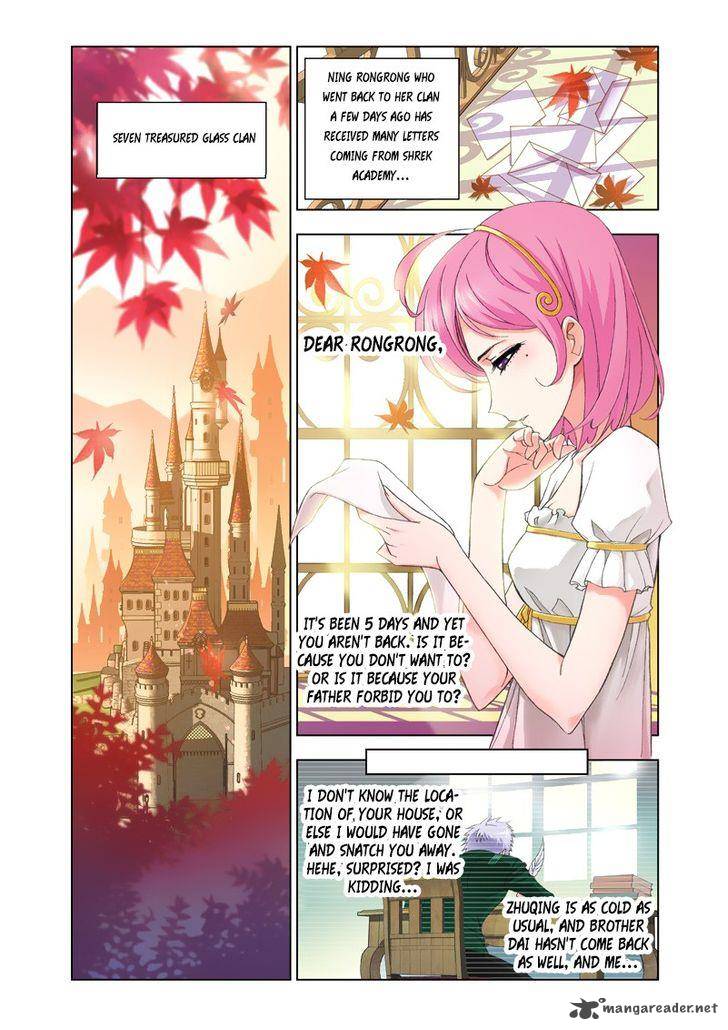 SEVEN TREASURED GLASS CLAN
NING RONGRONG WHO
WENT BACK TO HER CLAN
A FEW DAYS AGO HAS
RECEIVED MANY LETTERS
COMING FROM SHREK
ACADEMY...
DEAR RONGRONG,
IT'S BEEN 5 DAYS AND YET
YOU AREN'T BACK. IS IT BE-
CAUSE YOU DON'T WANT TO?
OR IS IT BECAUSE YOUR
FATHER FORBID YOU TO?
I DON'T KNOW THE LOCA-
TION OF YOUR HOUSE, OR
ELSE I WOULD HAVE GONE
AND SNATCH YOU AWAY.
HEHE, SURPRISED? I WAS
KIDDING...
ZHUQING IS AS COLD AS
USUAL, AND BROTHER
DAI HASN'T COME BACK
AS WELL, AND ME...
mangareader.net